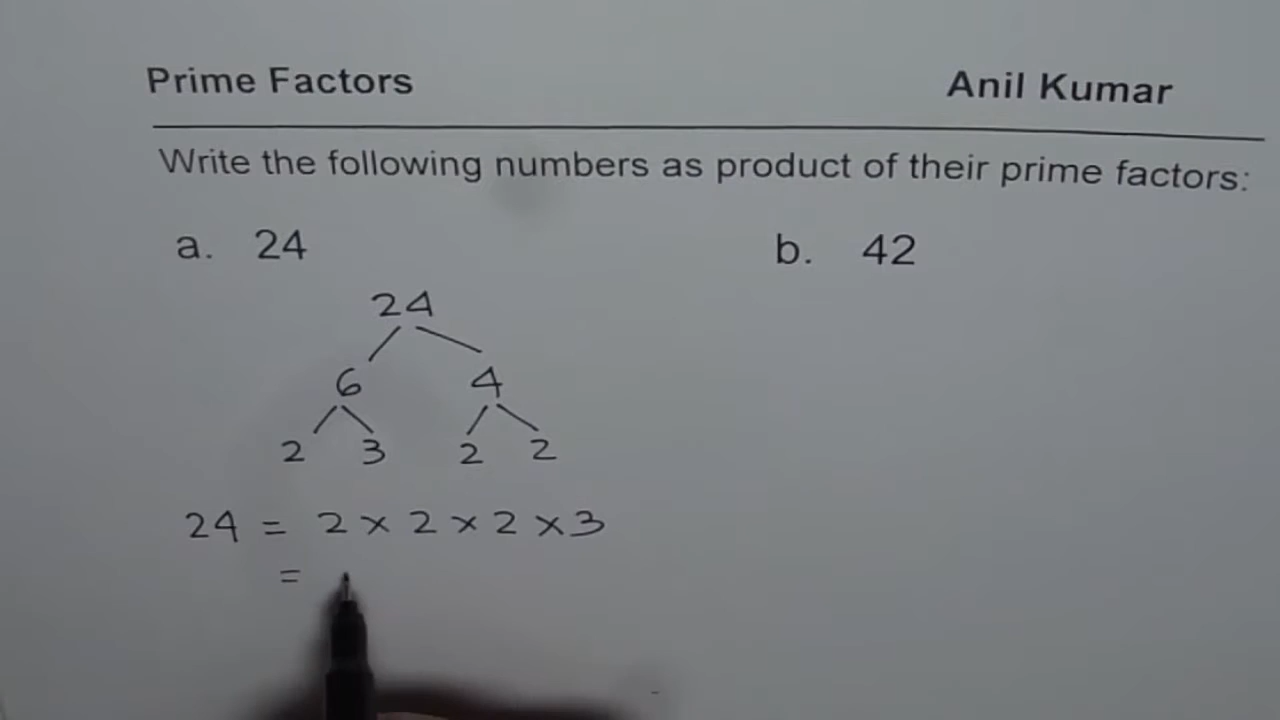 Prime Factors Anil Kumar
Write the following numbers as product of their prime factors:
a. 24 b. 42
24
6 4
2 3 2 2
24 = 2 × 2 × 2 × 3
=